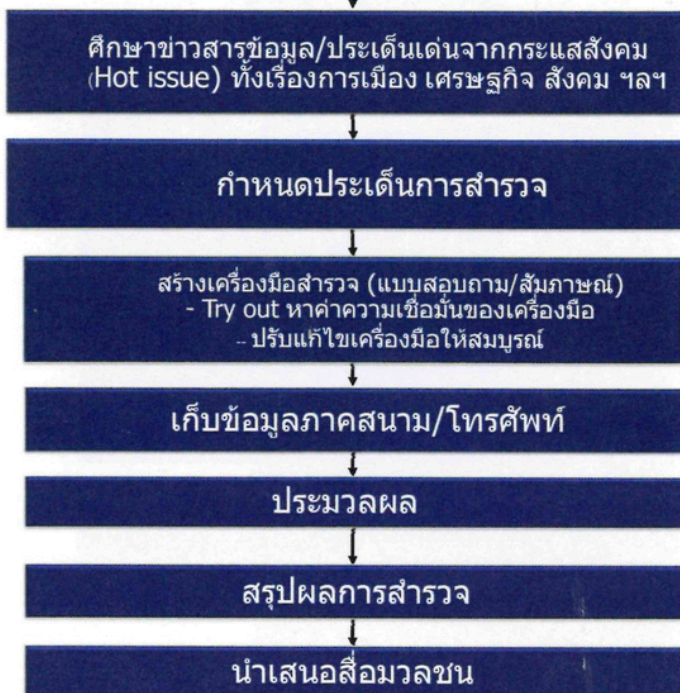 ศึกษาข่าวสารข้อมูล/ประเด็นเด่นจากกระแสสังคม
(Hot issue) ทั้งเรื่องการเมือง เศรษฐกิจ สังคม ฯลฯ
กำหนดประเด็นการสำรวจ
สร้างเครื่องมือสำรวจ (แบบสอบถาม/สัมภาษณ์)
- Try out หาค่าความเชื่อมั่นของเครื่องมือ
- ปรับแก้ไขเครื่องมือให้สมบูรณ์
เก็บข้อมูลภาคสนาม/โทรศัพท์
ประมวลผล
สรุปผลการสำรวจ
นำเสนอสื่อมวลชน